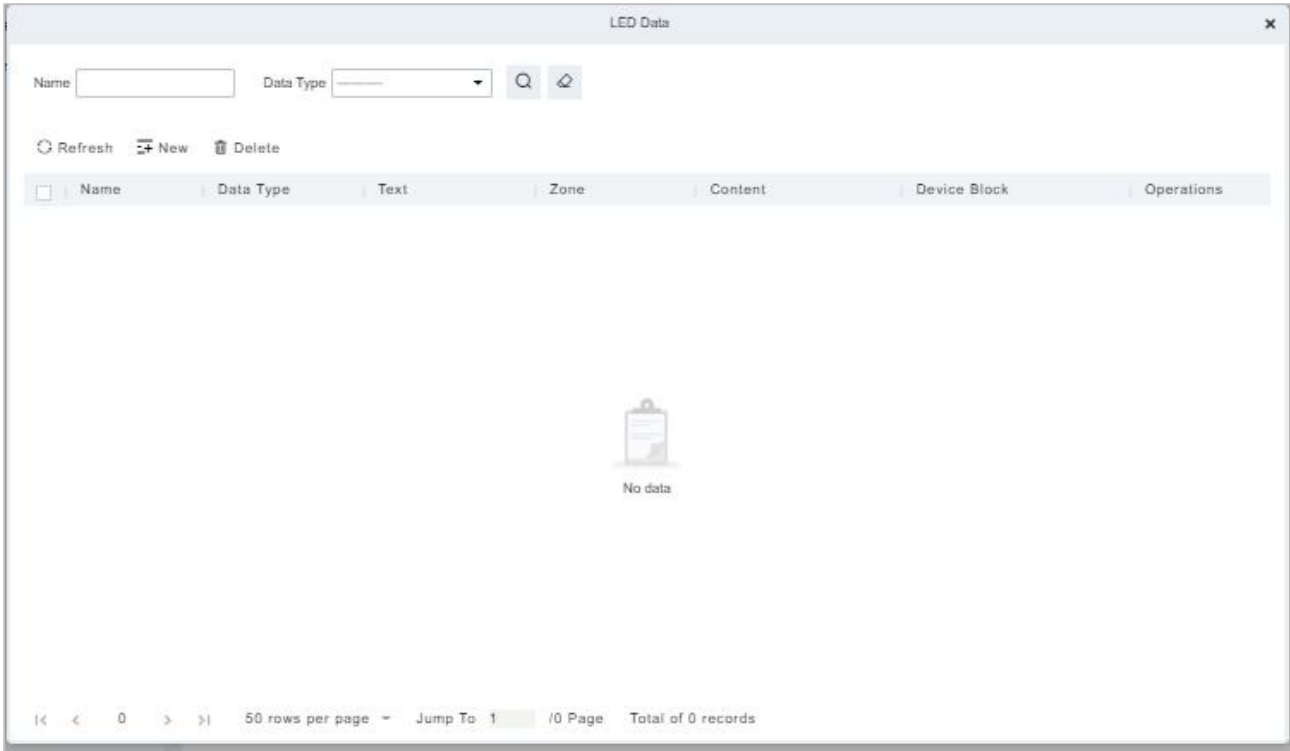 LED Data
Name Data Type ----------
Refresh New Delete
Name Data Type Text Zone Content Device Block Operations
No data
0 50 rows per page Jump To 1 /0 Page Total of 0 records